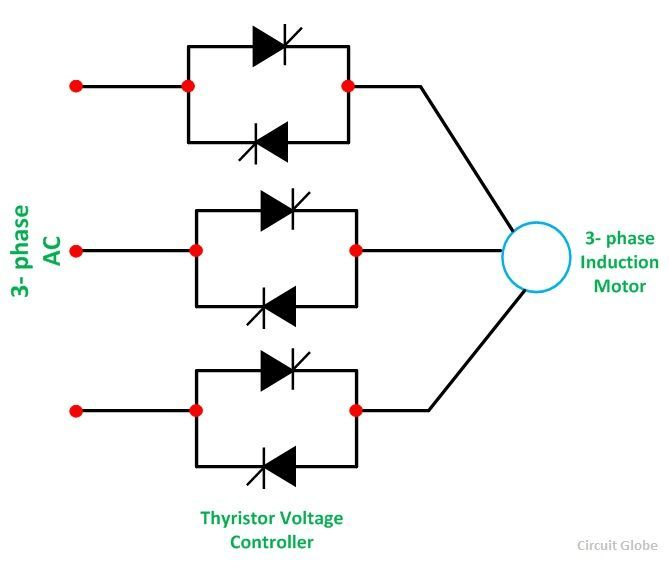 3- phase
AC
3- phase
Induction
Motor
Thyristor Voltage
Controller
Circuit Globe